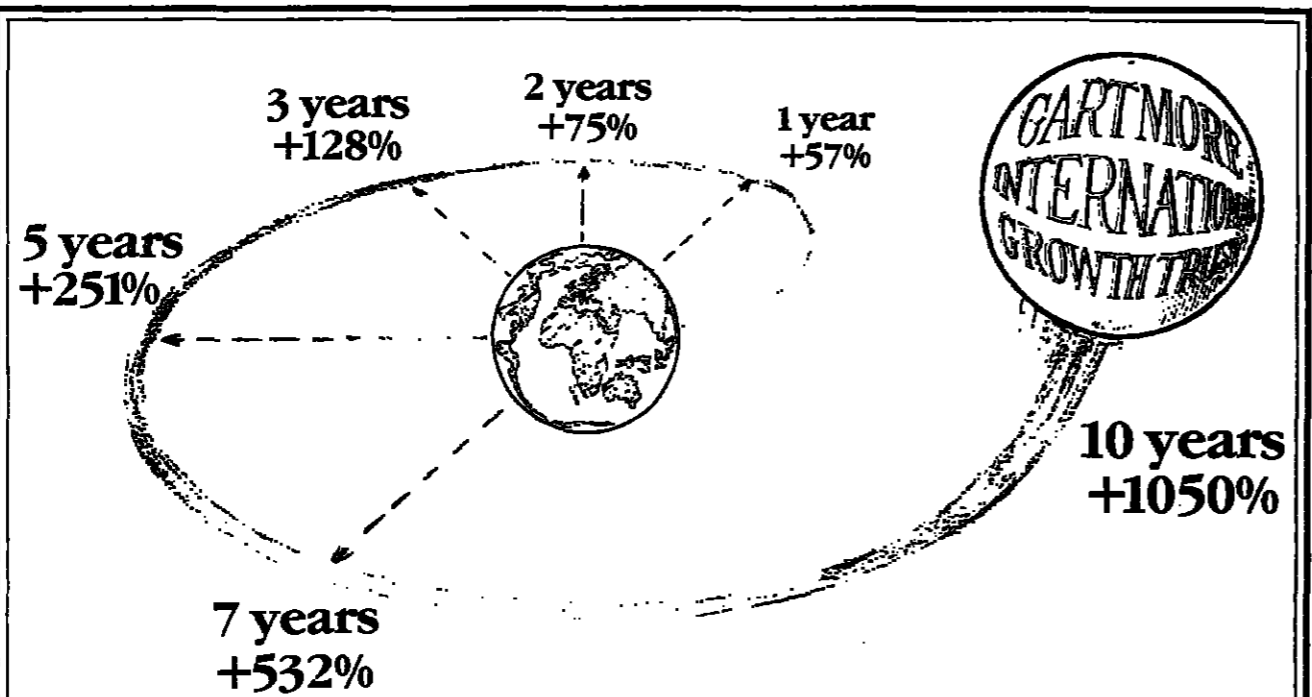 1 year
+57%
2 years
+75%
3 years
+128%
5 years
+251%
7 years
+532%
10 years
+1050%
GARTMORE
INTERNATIONAL
GROWTH TRUST